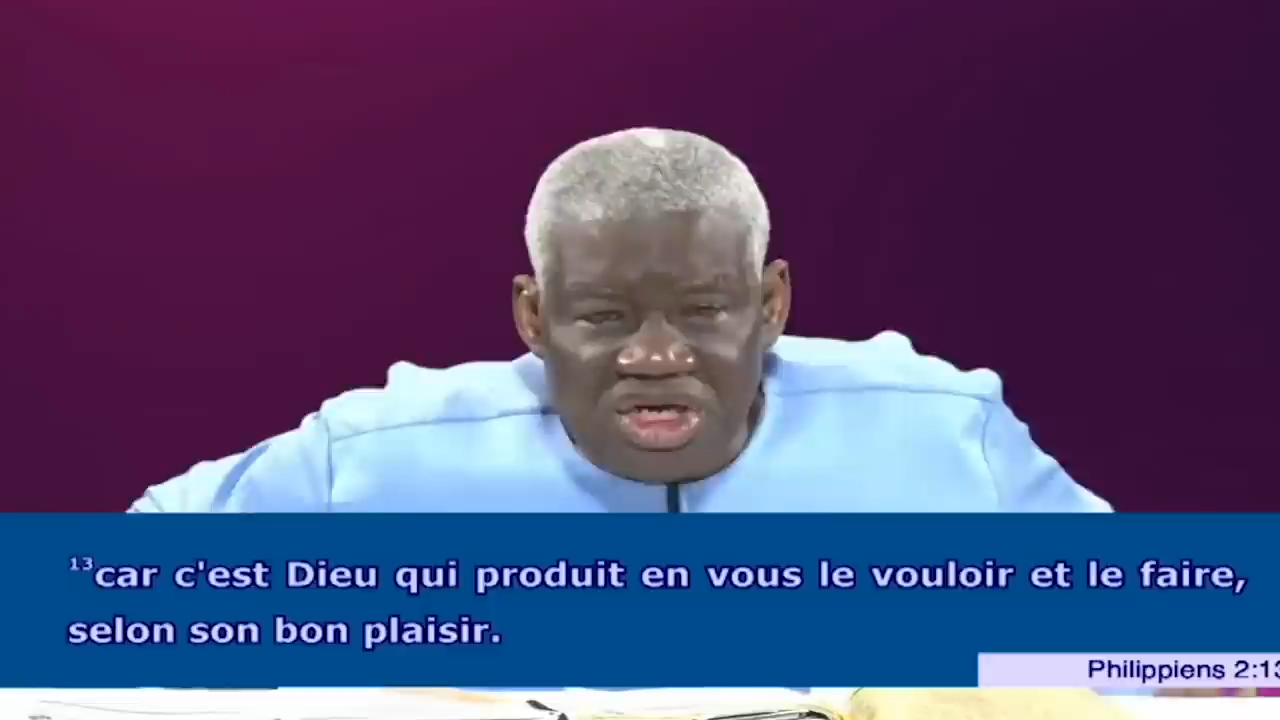 ¹³car c'est Dieu qui produit en vous le vouloir et le faire,
selon son bon plaisir.
Philippiens 2:13